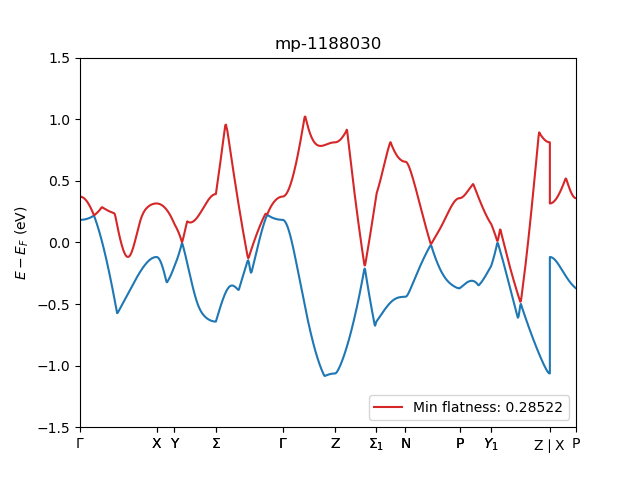 mp-1188030
E − E_F (eV)
1.5
1.0
0.5
0.0
−0.5
−1.0
−1.5
Min flatness: 0.28522
Γ X Y Σ Γ Z Σ₁ N P Y₁ Z | X P